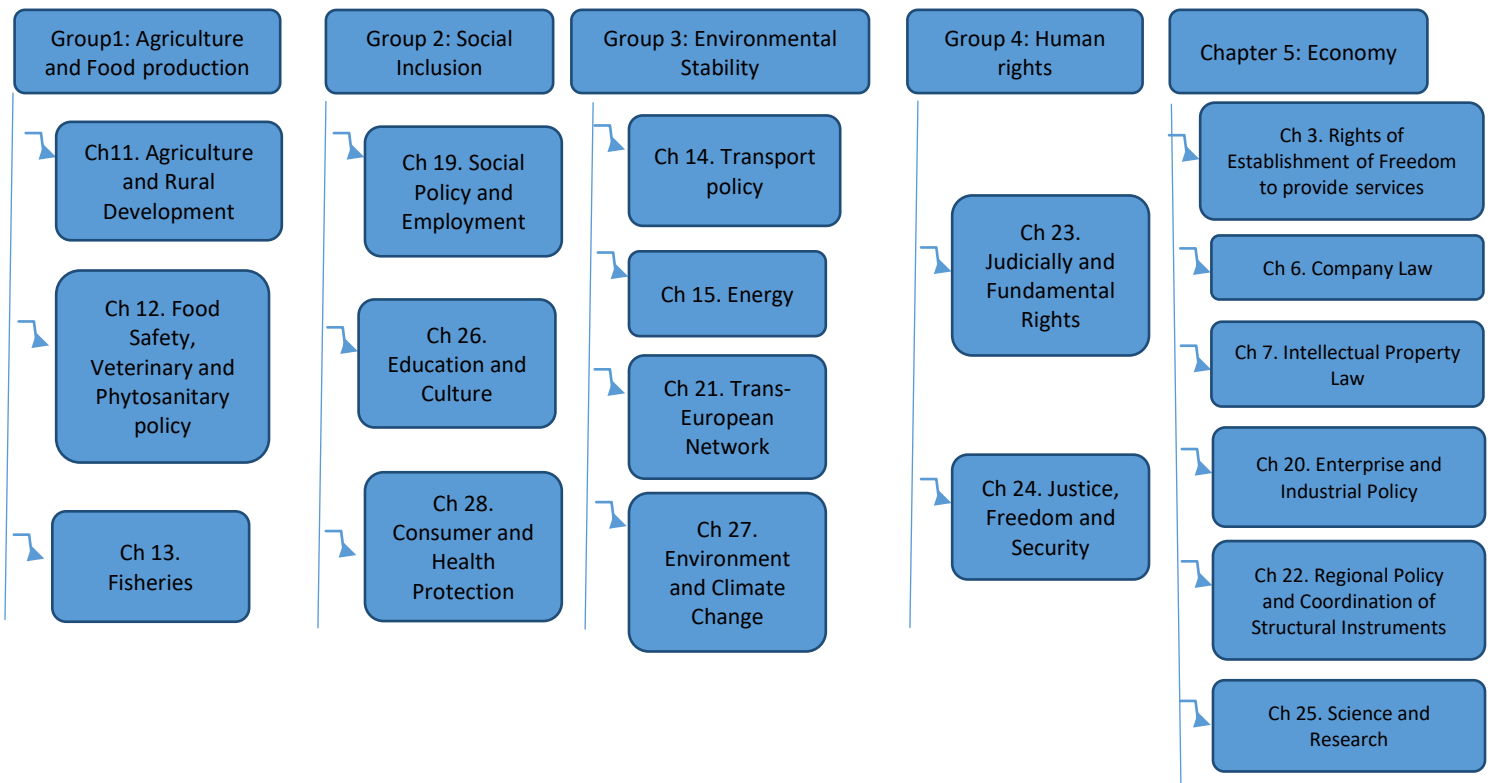 Group1: Agriculture
and Food production
Ch11. Agriculture
and Rural
Development
Ch 12. Food
Safety,
Veterinary and
Phytosanitary
policy
Ch 13.
Fisheries
Group 2: Social
Inclusion
Ch 19. Social
Policy and
Employment
Ch 26.
Education and
Culture
Ch 28.
Consumer and
Health
Protection
Group 3: Environmental
Stability
Ch 14. Transport
policy
Ch 15. Energy
Ch 21. Trans-
European
Network
Ch 27.
Environment
and Climate
Change
Group 4: Human
rights
Ch 23.
Judicially and
Fundamental
Rights
Ch 24. Justice,
Freedom and
Security
Chapter 5: Economy
Ch 3. Rights of
Establishment of Freedom
to provide services
Ch 6. Company Law
Ch 7. Intellectual Property
Law
Ch 20. Enterprise and
Industrial Policy
Ch 22. Regional Policy
and Coordination of
Structural Instruments
Ch 25. Science and
Research